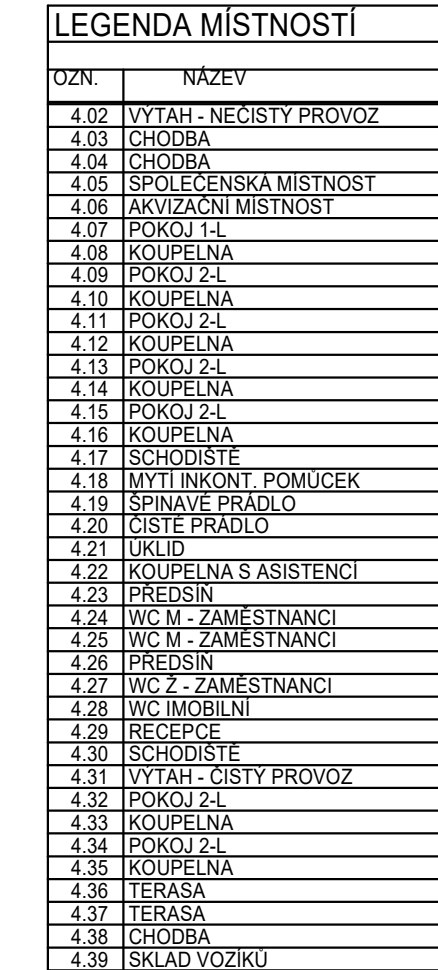 LEGENDA MÍSTNOSTÍ
OZN. NÁZEV
4.02 VÝTAH - NEČISTÝ PROVOZ
4.03 CHODBA
4.04 CHODBA
4.05 SPOLEČENSKÁ MÍSTNOST
4.06 AKVIZAČNÍ MÍSTNOST
4.07 POKOJ 1-L
4.08 KOUPELNA
4.09 POKOJ 2-L
4.10 KOUPELNA
4.11 POKOJ 2-L
4.12 KOUPELNA
4.13 POKOJ 2-L
4.14 KOUPELNA
4.15 POKOJ 2-L
4.16 KOUPELNA
4.17 SCHODIŠTĚ
4.18 MYTÍ INKONT. POMŮCEK
4.19 ŠPINAVÉ PRÁDLO
4.20 ČISTÉ PRÁDLO
4.21 ÚKLID
4.22 KOUPELNA S ASISTENCÍ
4.23 PŘEDSÍŇ
4.24 WC M - ZAMĚSTNANCI
4.25 WC M - ZAMĚSTNANCI
4.26 PŘEDSÍŇ
4.27 WC Ž - ZAMĚSTNANCI
4.28 WC IMOBILNÍ
4.29 RECEPCE
4.30 SCHODIŠTĚ
4.31 VÝTAH - ČISTÝ PROVOZ
4.32 POKOJ 2-L
4.33 KOUPELNA
4.34 POKOJ 2-L
4.35 KOUPELNA
4.36 TERASA
4.37 TERASA
4.38 CHODBA
4.39 SKLAD VOZÍKŮ